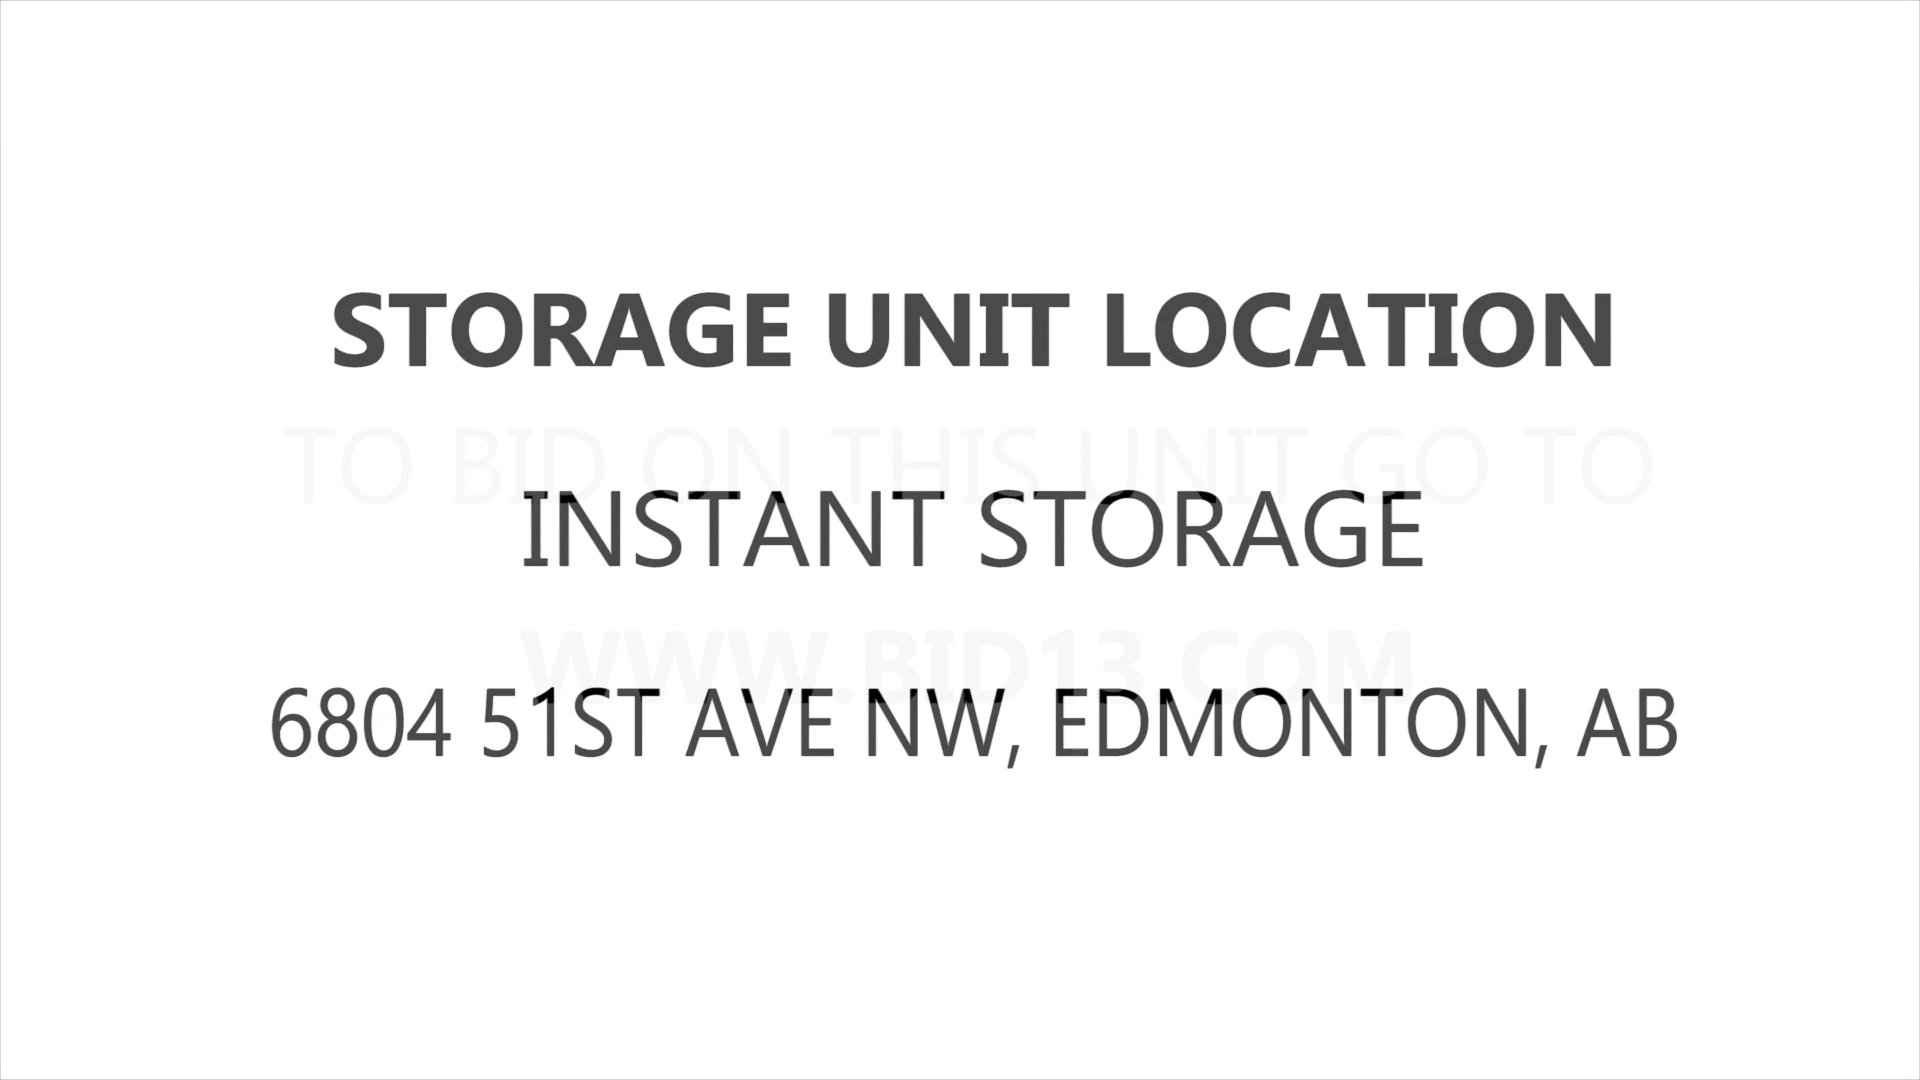 STORAGE UNIT LOCATION
TO BID ON THIS UNIT GO TO
INSTANT STORAGE
WWW.BID13.COM
6804 51ST AVE NW, EDMONTON, AB